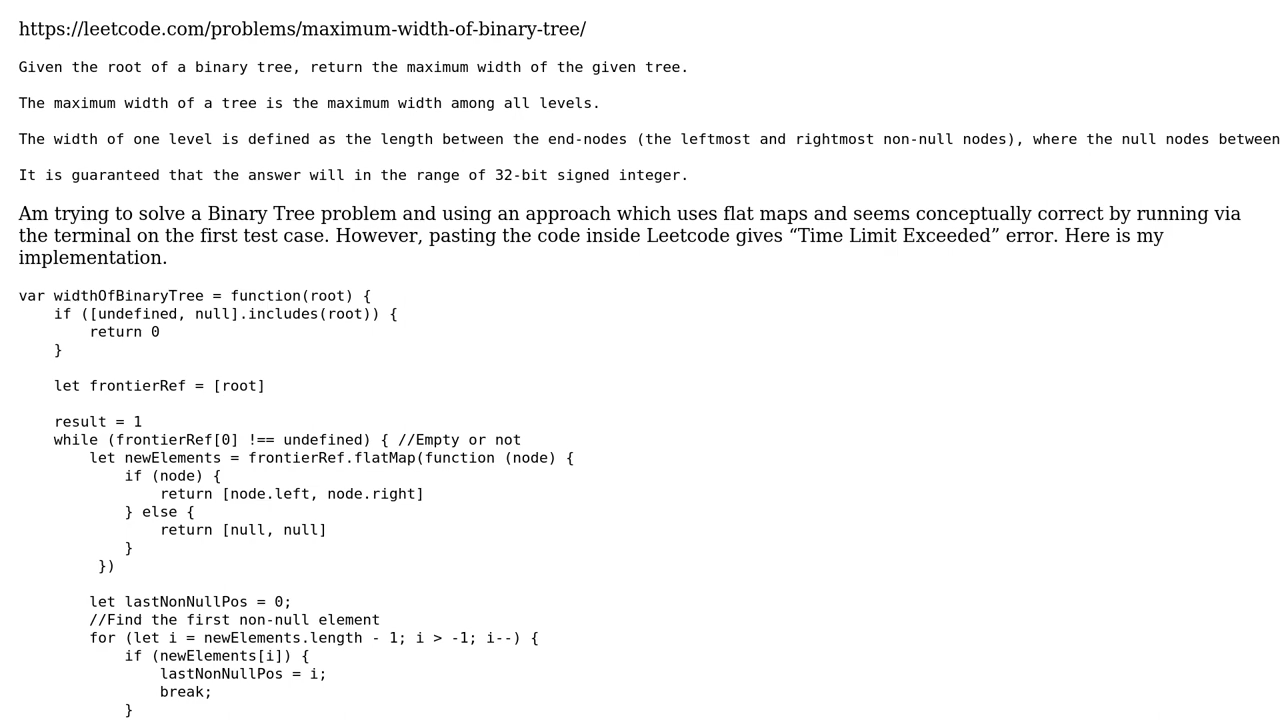 https://leetcode.com/problems/maximum-width-of-binary-tree/
Given the root of a binary tree, return the maximum width of the given tree.
The maximum width of a tree is the maximum width among all levels.
The width of one level is defined as the length between the end-nodes (the leftmost and rightmost non-null nodes), where the null nodes between
It is guaranteed that the answer will in the range of 32-bit signed integer.
Am trying to solve a Binary Tree problem and using an approach which uses flat maps and seems conceptually correct by running via
the terminal on the first test case. However, pasting the code inside Leetcode gives “Time Limit Exceeded” error. Here is my
implementation.
var widthOfBinaryTree = function(root) {
    if ([undefined, null].includes(root)) {
        return 0
    }
    let frontierRef = [root]
    result = 1
    while (frontierRef[0] !== undefined) { //Empty or not
        let newElements = frontierRef.flatMap(function (node) {
            if (node) {
                return [node.left, node.right]
            } else {
                return [null, null]
            }
         })
        let lastNonNullPos = 0;
        //Find the first non-null element
        for (let i = newElements.length - 1; i > -1; i--) {
            if (newElements[i]) {
                lastNonNullPos = i;
                break;
            }